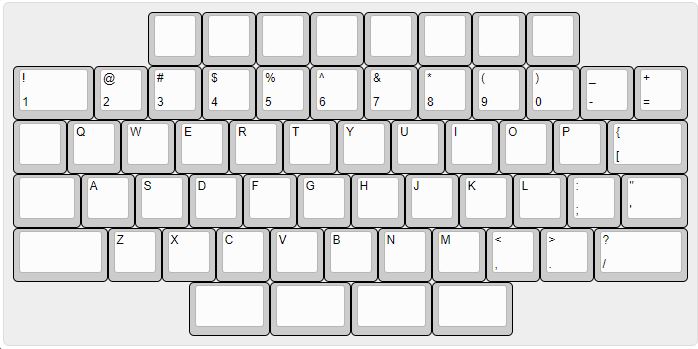 ! @ # $ % ^ & * ( ) _ +
1 2 3 4 5 6 7 8 9 0 - =
Q W E R T Y U I O P {
[
A S D F G H J K L : "
; '
Z X C V B N M < > ?
, . /